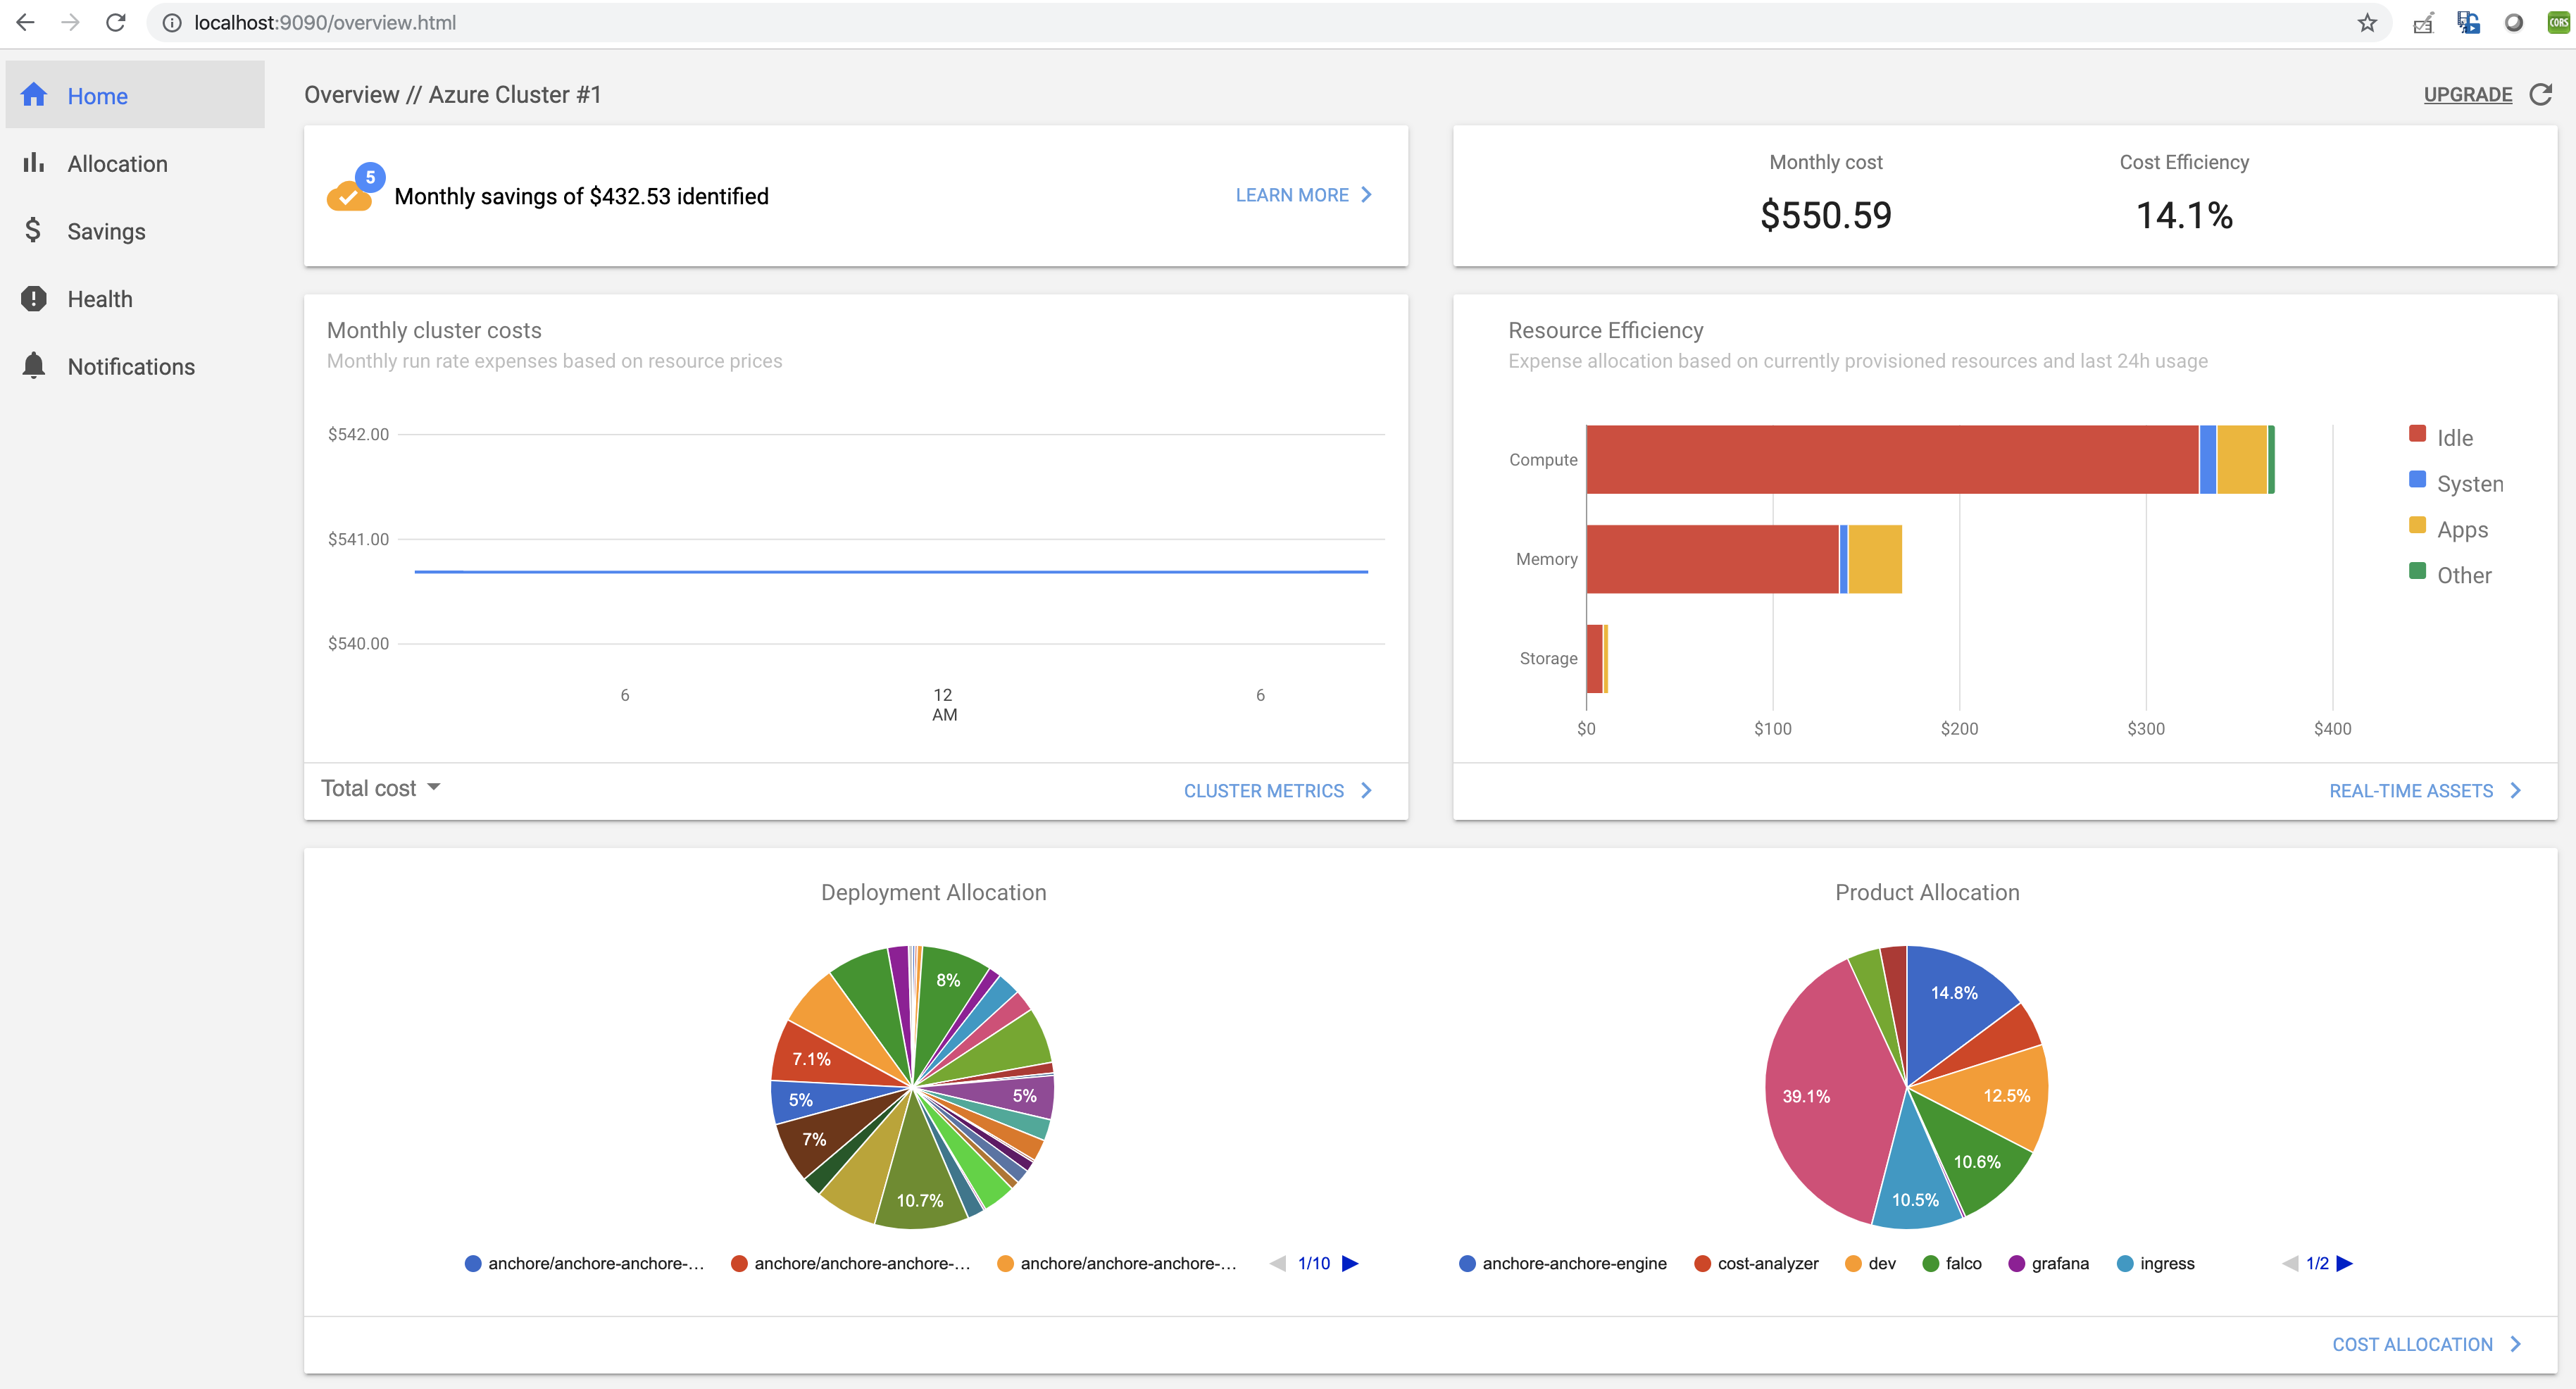 localhost:9090/overview.html
CORS
Home
Allocation
Savings
Health
Notifications
Overview // Azure Cluster #1
UPGRADE
5
Monthly savings of $432.53 identified
LEARN MORE
Monthly cost
$550.59
Cost Efficiency
14.1%
Monthly cluster costs
Monthly run rate expenses based on resource prices
$542.00
$541.00
$540.00
6
12
AM
6
Total cost
CLUSTER METRICS
Resource Efficiency
Expense allocation based on currently provisioned resources and last 24h usage
Compute
Memory
Storage
$0
$100
$200
$300
$400
Idle
System
Apps
Other
REAL-TIME ASSETS
Deployment Allocation
8%
5%
10.7%
7%
5%
7.1%
anchore/anchore-anchore-...
anchore/anchore-anchore-...
anchore/anchore-anchore-...
1/10
Product Allocation
14.8%
12.5%
10.6%
10.5%
39.1%
anchore-anchore-engine
cost-analyzer
dev
falco
grafana
ingress
1/2
COST ALLOCATION